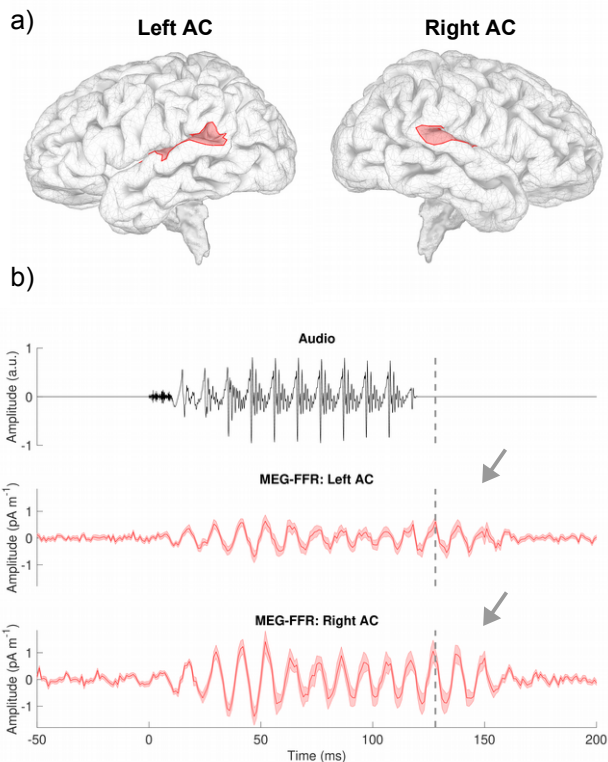 a)
Left AC Right AC
b)
Audio
Amplitude (a.u.)
1
0
-1
MEG-FFR: Left AC
Amplitude (pA m⁻¹)
1
0
-1
MEG-FFR: Right AC
Amplitude (pA m⁻¹)
1
0
-1
-50 0 50 100 150 200
Time (ms)